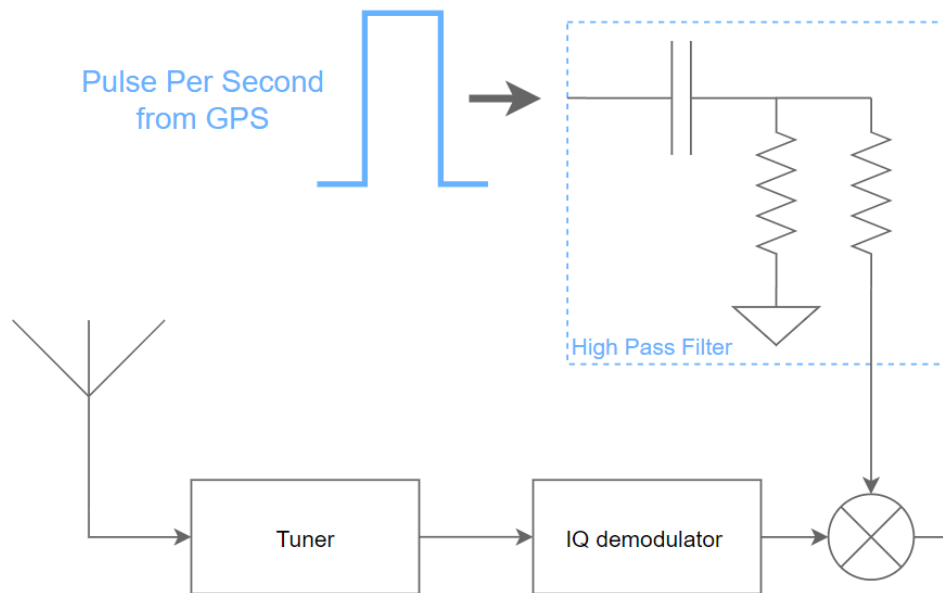 Pulse Per Second
from GPS
High Pass Filter
Tuner
IQ demodulator